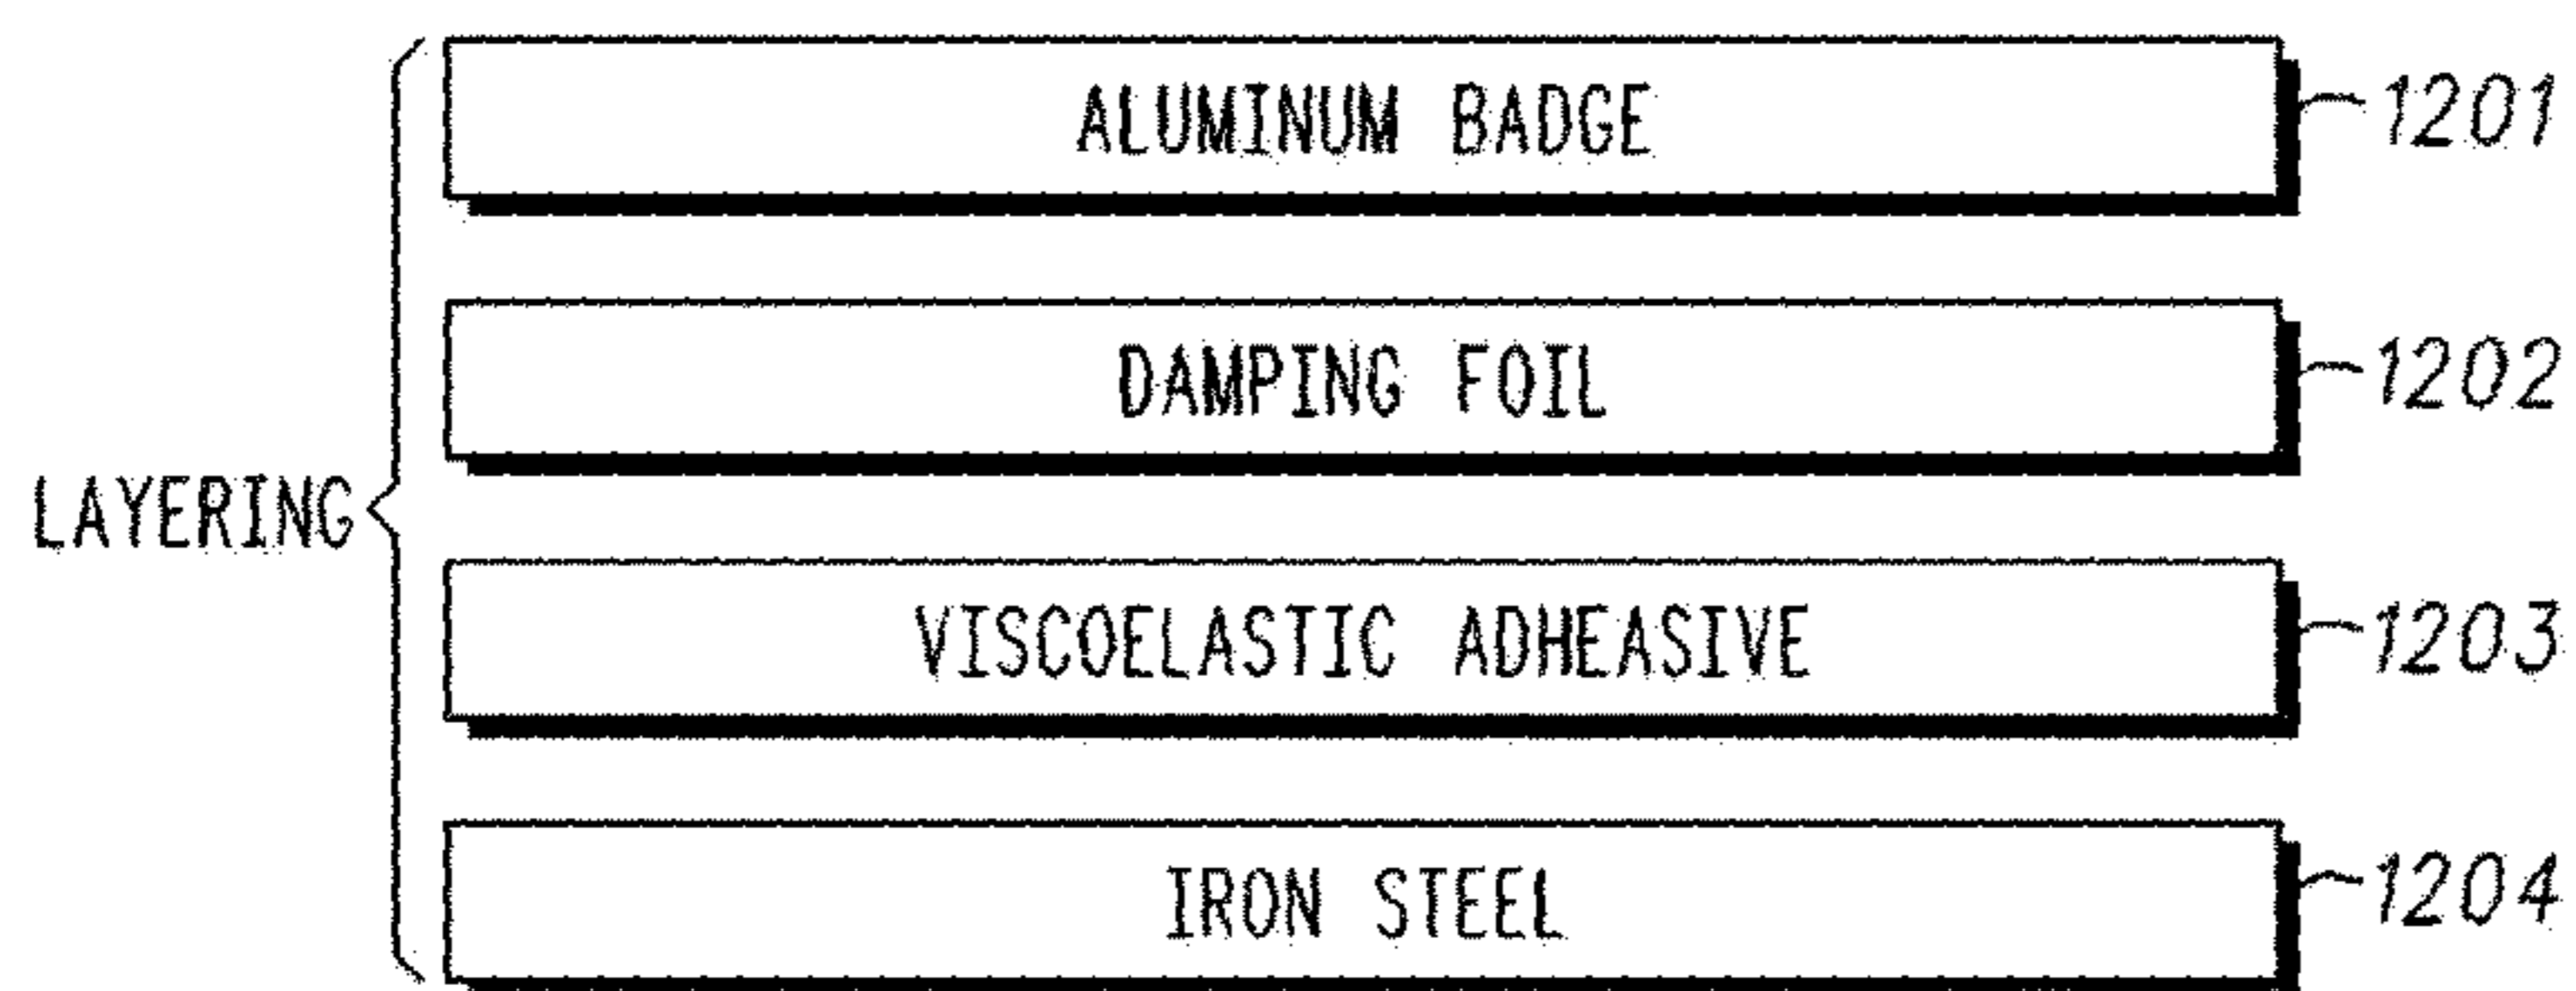 ALUMINUM BADGE 1201
DAMPING FOIL 1202
LAYERING
VISCOELASTIC ADHEASIVE 1203
IRON STEEL 1204